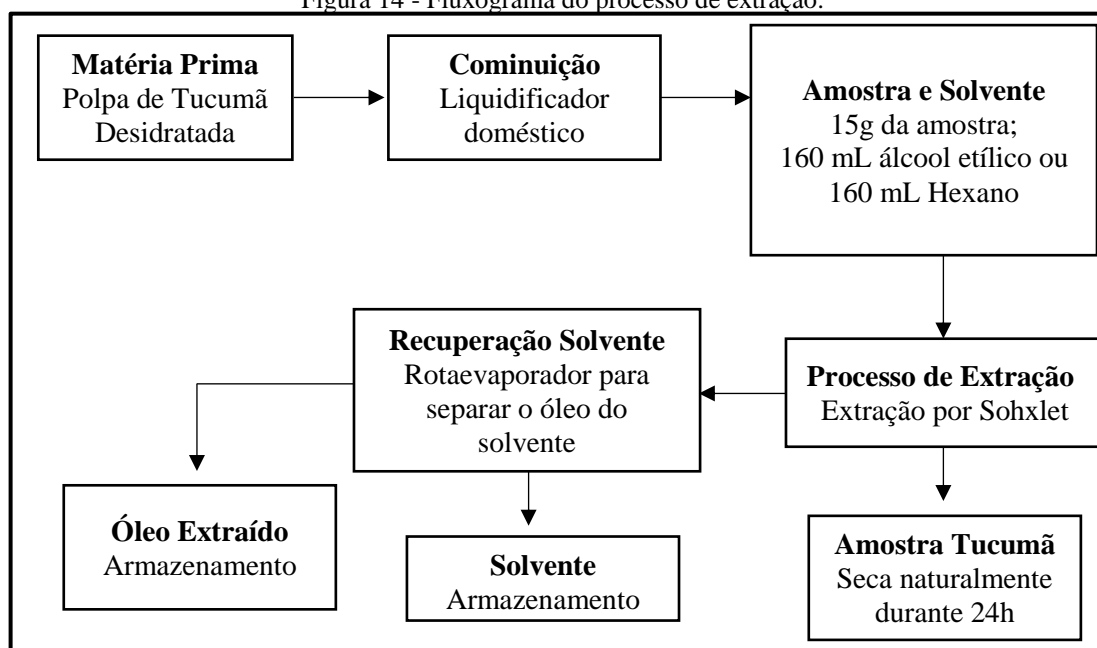 Figura 14 - Fluxograma do processo de extração.
Matéria Prima
Polpa de Tucumã
Desidratada
Cominuição
Liquidificador
doméstico
Amostra e Solvente
15g da amostra;
160 mL álcool etílico ou
160 mL Hexano
Recuperação Solvente
Rotaevaporador para
separar o óleo do
solvente
Processo de Extração
Extração por Sohxlet
Óleo Extraído
Armazenamento
Solvente
Armazenamento
Amostra Tucumã
Seca naturalmente
durante 24h